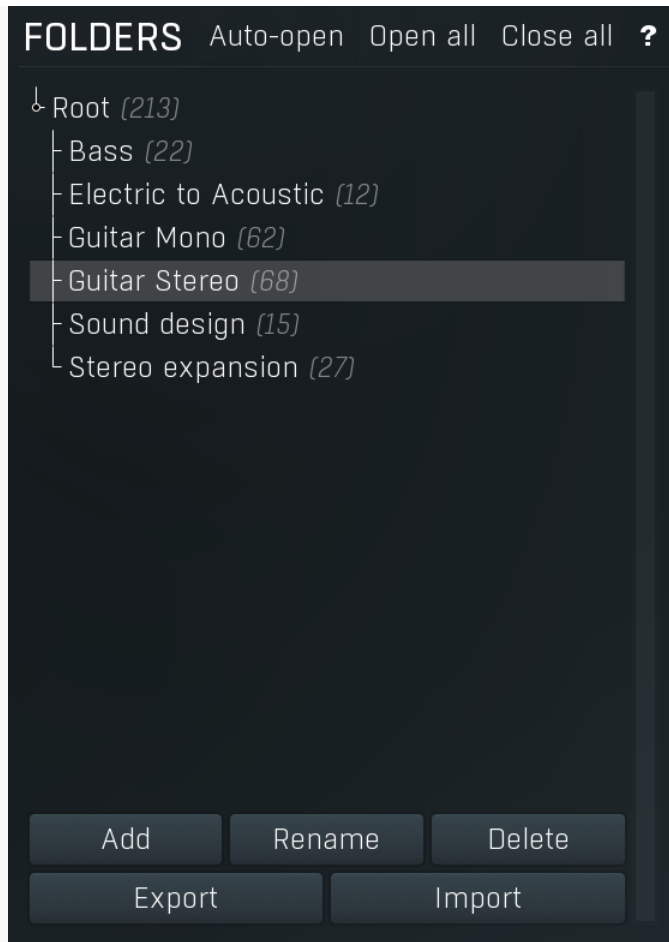 FOLDERS Auto-open Open all Close all ?
Root (213)
Bass (22)
Electric to Acoustic (12)
Guitar Mono (62)
Guitar Stereo (68)
Sound design (15)
Stereo expansion (27)
Add Rename Delete
Export Import